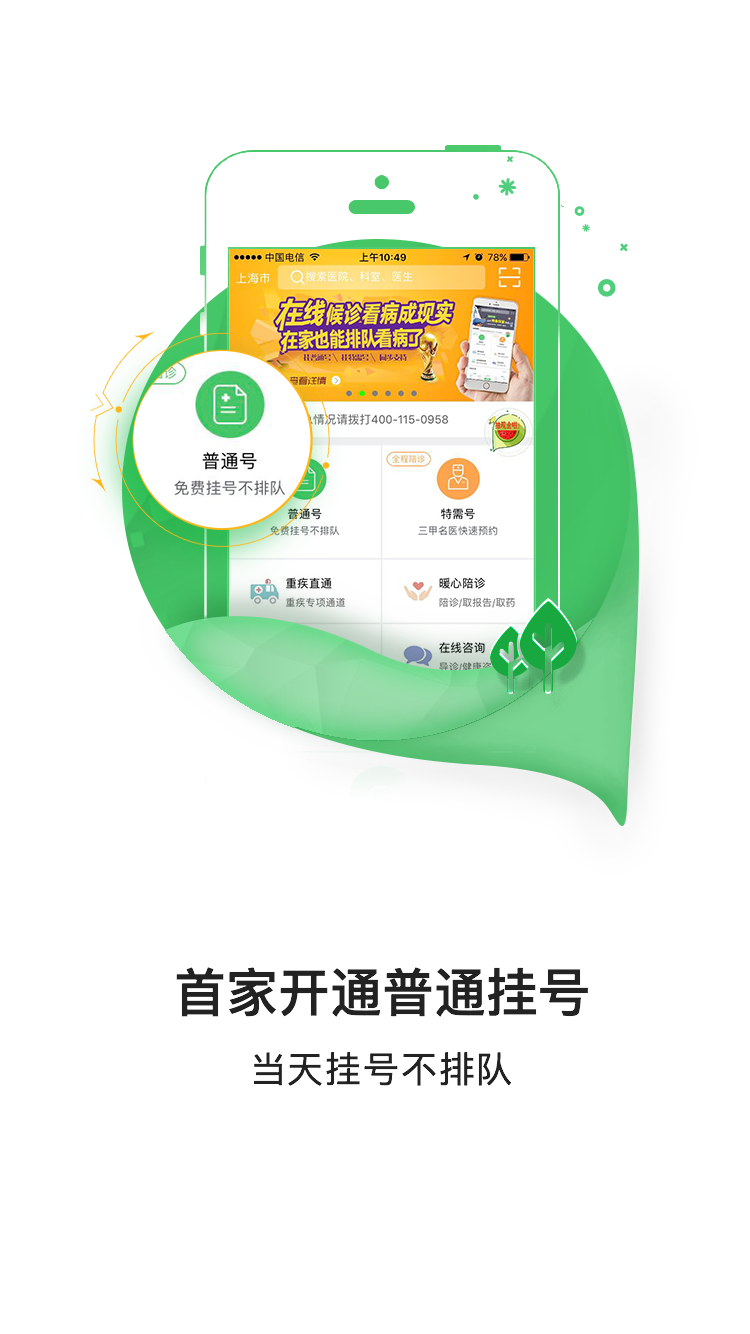 中国电信
上午10:49
78%
上海市
搜索医院、科室、医生
在线候诊看病成现实
在家也能排队看病了
查看详情
情况请拨打400-115-0958
诊
普通号
免费挂号不排队
普通号
免费挂号不排队
全程陪诊
特需号
三甲名医快速预约
重疾直通
重疾专项通道
暖心陪诊
陪诊/取报告/取药
在线咨询
导诊/健康咨
首家开通普通挂号
当天挂号不排队